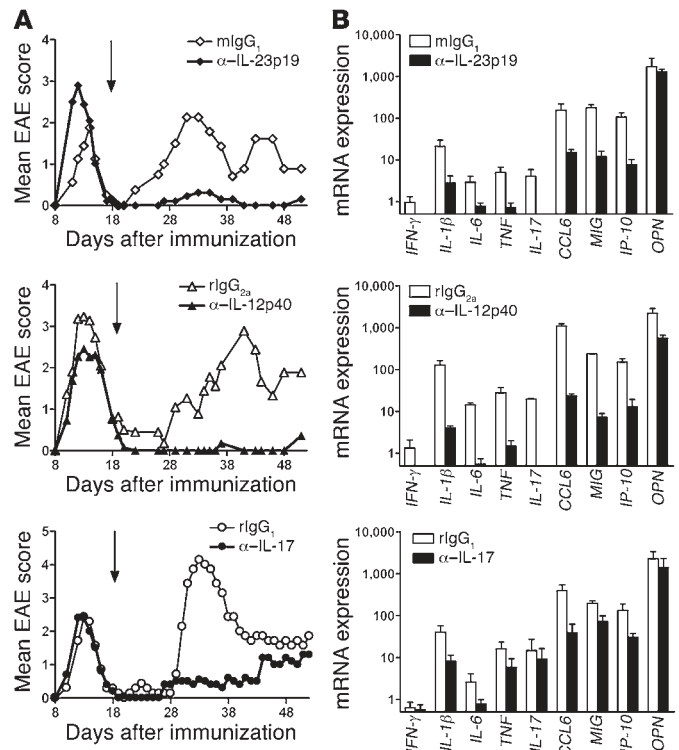 A
mIgG1
α–IL-23p19
Mean EAE score
4
3
2
1
0
8 18 28 38 48
Days after immunization
B
mIgG1
α–IL-23p19
mRNA expression
10,000
1,000
100
10
1
IFN-γ IL-1β IL-6 TNF IL-17 CCL6 MIG IP-10 OPN
rIgG2a
α–IL-12p40
Mean EAE score
4
3
2
1
0
8 18 28 38 48
Days after immunization
rIgG2a
α–IL-12p40
mRNA expression
10,000
1,000
100
10
1
IFN-γ IL-1β IL-6 TNF IL-17 CCL6 MIG IP-10 OPN
rIgG1
α–IL-17
Mean EAE score
5
4
3
2
1
0
8 18 28 38 48
Days after immunization
rIgG1
α–IL-17
mRNA expression
10,000
1,000
100
10
1
IFN-γ IL-1β IL-6 TNF IL-17 CCL6 MIG IP-10 OPN